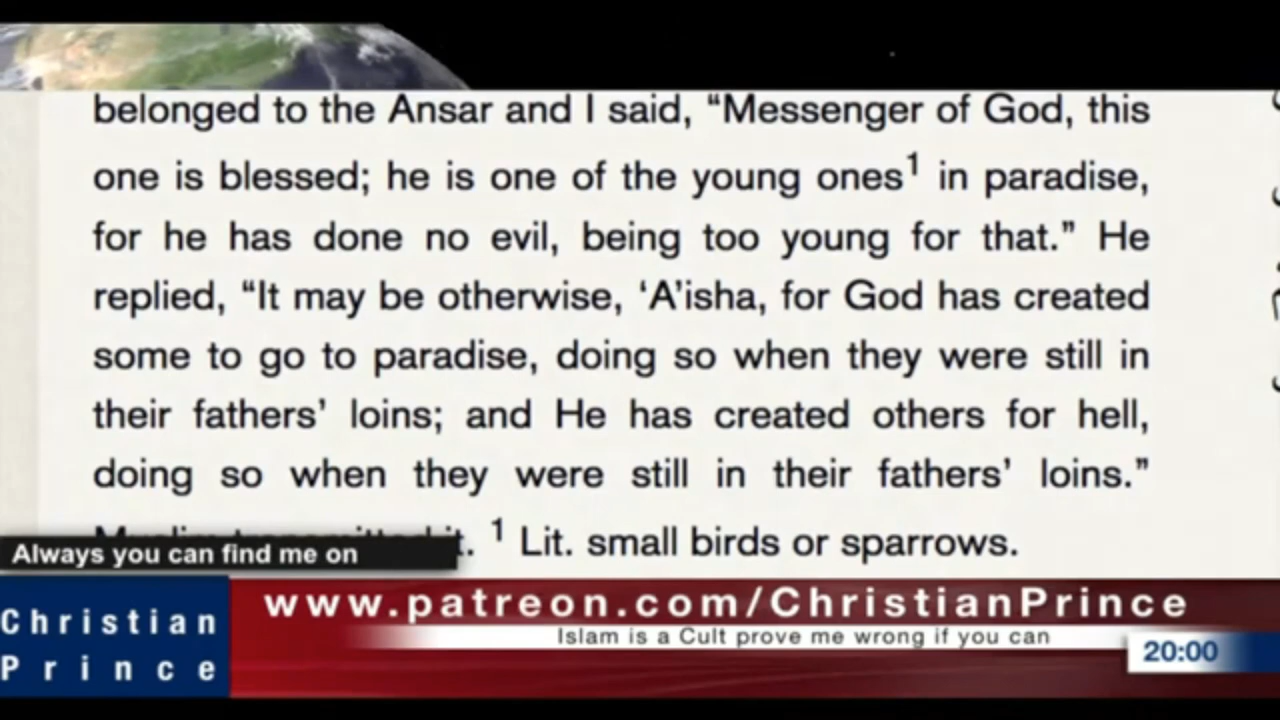 belonged to the Ansar and I said, “Messenger of God, this
one is blessed; he is one of the young ones¹ in paradise,
for he has done no evil, being too young for that.” He
replied, “It may be otherwise, ‘A’isha, for God has created
some to go to paradise, doing so when they were still in
their fathers’ loins; and He has created others for hell,
doing so when they were still in their fathers’ loins.”
it. ¹ Lit. small birds or sparrows.
Always you can find me on
Christian
Prince
www.patreon.com/ChristianPrince
Islam is a Cult prove me wrong if you can
20:00